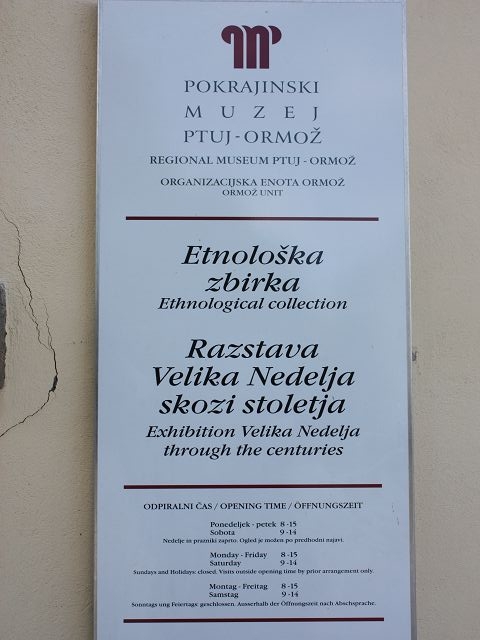 POKRAJINSKI
MUZEJ
PTUJ - ORMOŽ
REGIONAL MUSEUM PTUJ - ORMOŽ
ORGANIZACIJSKA ENOTA ORMOŽ
ORMOŽ UNIT
Etnološka
zbirka
Ethnological collection
Razstava
Velika Nedelja
skozi stoletja
Exhibition Velika Nedelja
through the centuries
ODPIRALNI ČAS / OPENING TIME / ÖFFNUNGSZEIT
Ponedeljek - petek 8 -15
Sobota 9 -14
Nedelje in prazniki zaprto. Ogled je možen po predhodni najavi.
Monday - Friday 8 -15
Saturday 9 -14
Sundays and Holidays: closed. Visits outside opening time by prior arrangement only.
Montag - Freitag 8 -15
Samstag 9 -14
Sonntags ung Feiertags: geschlossen. Ausserhalb der Öffnungszeit nach Abschsprache.